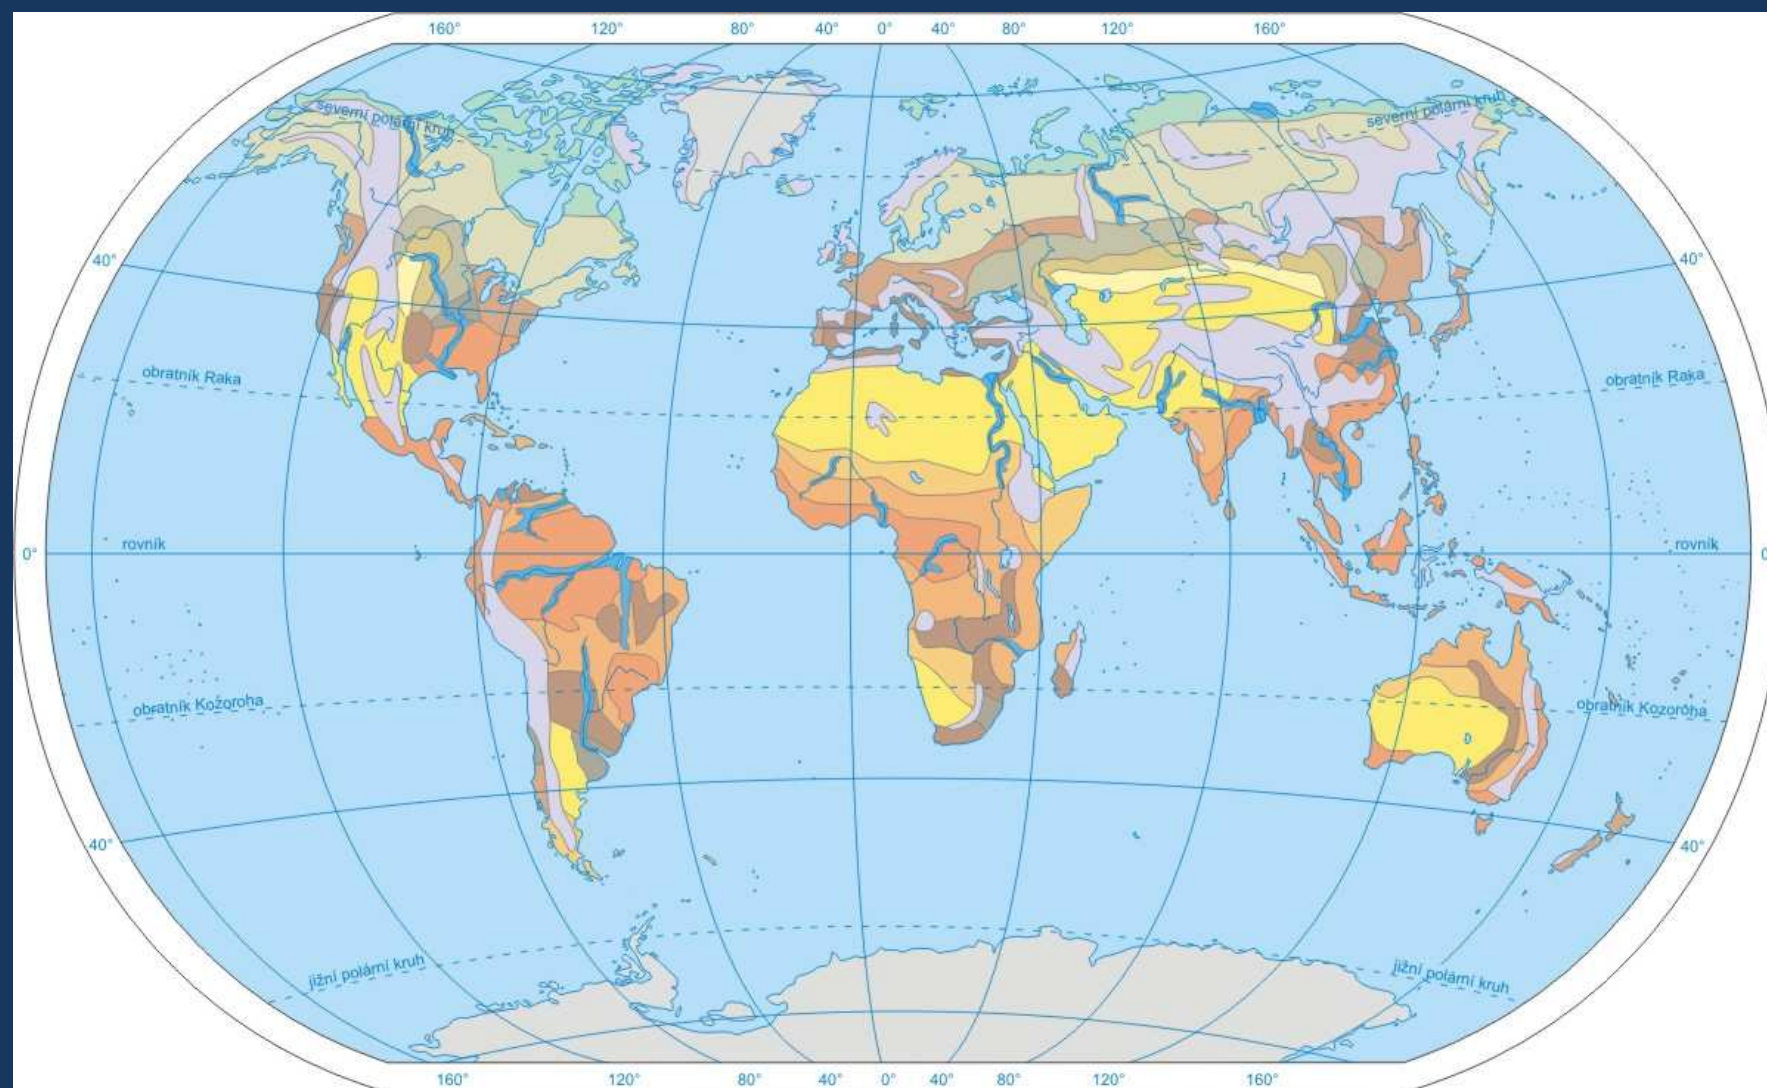 160° 120° 80° 40° 0° 40° 80° 120° 160°
severní polární kruh severní polární kruh
40° 40°
obratník Raka obratník Raka
0° rovník rovník 0
obratník Kozoroha obratník Kozoroha
40° 40°
jižní polární kruh jižní polární kruh
160° 120° 80° 40° 0° 40° 80° 120° 160°